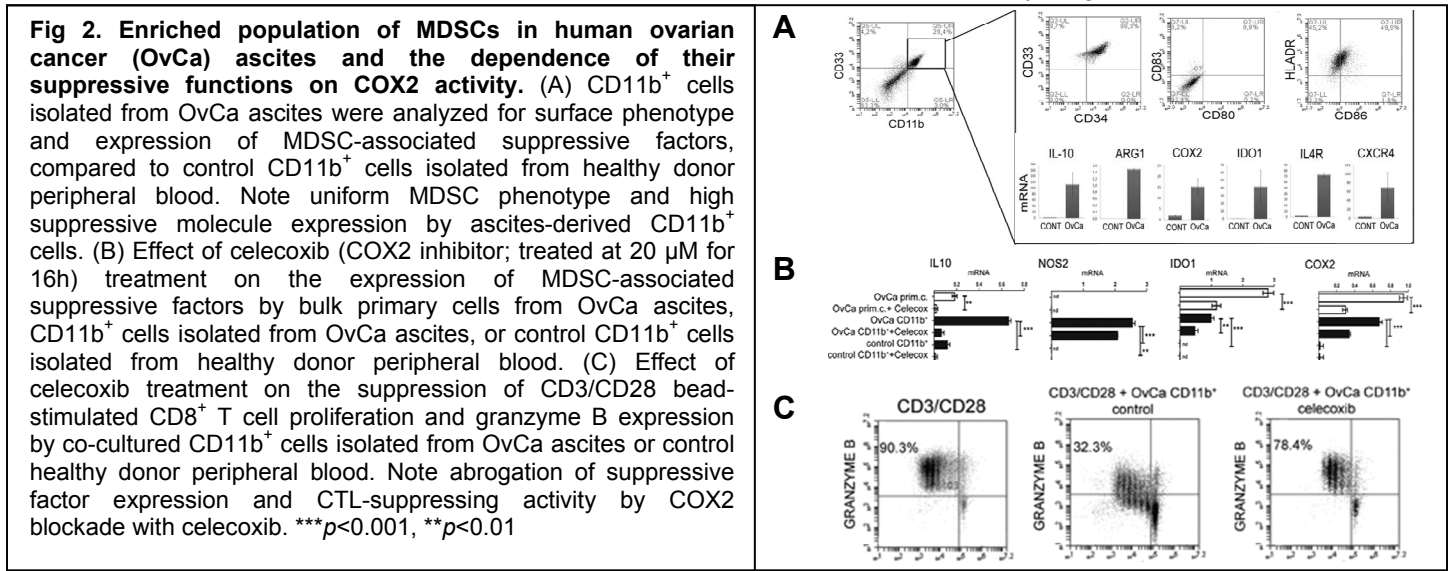 Fig 2. Enriched population of MDSCs in human ovarian
cancer (OvCa) ascites and the dependence of their
suppressive functions on COX2 activity. (A) CD11b⁺ cells
isolated from OvCa ascites were analyzed for surface phenotype
and expression of MDSC-associated suppressive factors,
compared to control CD11b⁺ cells isolated from healthy donor
peripheral blood. Note uniform MDSC phenotype and high
suppressive molecule expression by ascites-derived CD11b⁺
cells. (B) Effect of celecoxib (COX2 inhibitor; treated at 20 µM for
16h) treatment on the expression of MDSC-associated
suppressive factors by bulk primary cells from OvCa ascites,
CD11b⁺ cells isolated from OvCa ascites, or control CD11b⁺ cells
isolated from healthy donor peripheral blood. (C) Effect of
celecoxib treatment on the suppression of CD3/CD28 bead-
stimulated CD8⁺ T cell proliferation and granzyme B expression
by co-cultured CD11b⁺ cells isolated from OvCa ascites or control
healthy donor peripheral blood. Note abrogation of suppressive
factor expression and CTL-suppressing activity by COX2
blockade with celecoxib. ***p<0.001, **p<0.01
A
CD33
CD11b
CD33
CD34
CD83
CD80
HLADR
CD86
mRNA
IL-10 ARG1 COX2 IDO1 IL4R CXCR4
CONT OvCa CONT OvCa CONT OvCa CONT OvCa CONT OvCa CONT OvCa
B
IL10 NOS2 IDO1 COX2
mRNA mRNA mRNA mRNA
OvCa prim.c.
OvCa prim.c.+ Celecox
OvCa CD11b⁺
OvCa CD11b⁺+Celecox
control CD11b⁺
control CD11b⁺+Celecox
C
CD3/CD28
90.3%
GRANZYME B
CD3/CD28 + OvCa CD11b⁺
control
32.3%
GRANZYME B
CD3/CD28 + OvCa CD11b⁺
celecoxib
78.4%
GRANZYME B